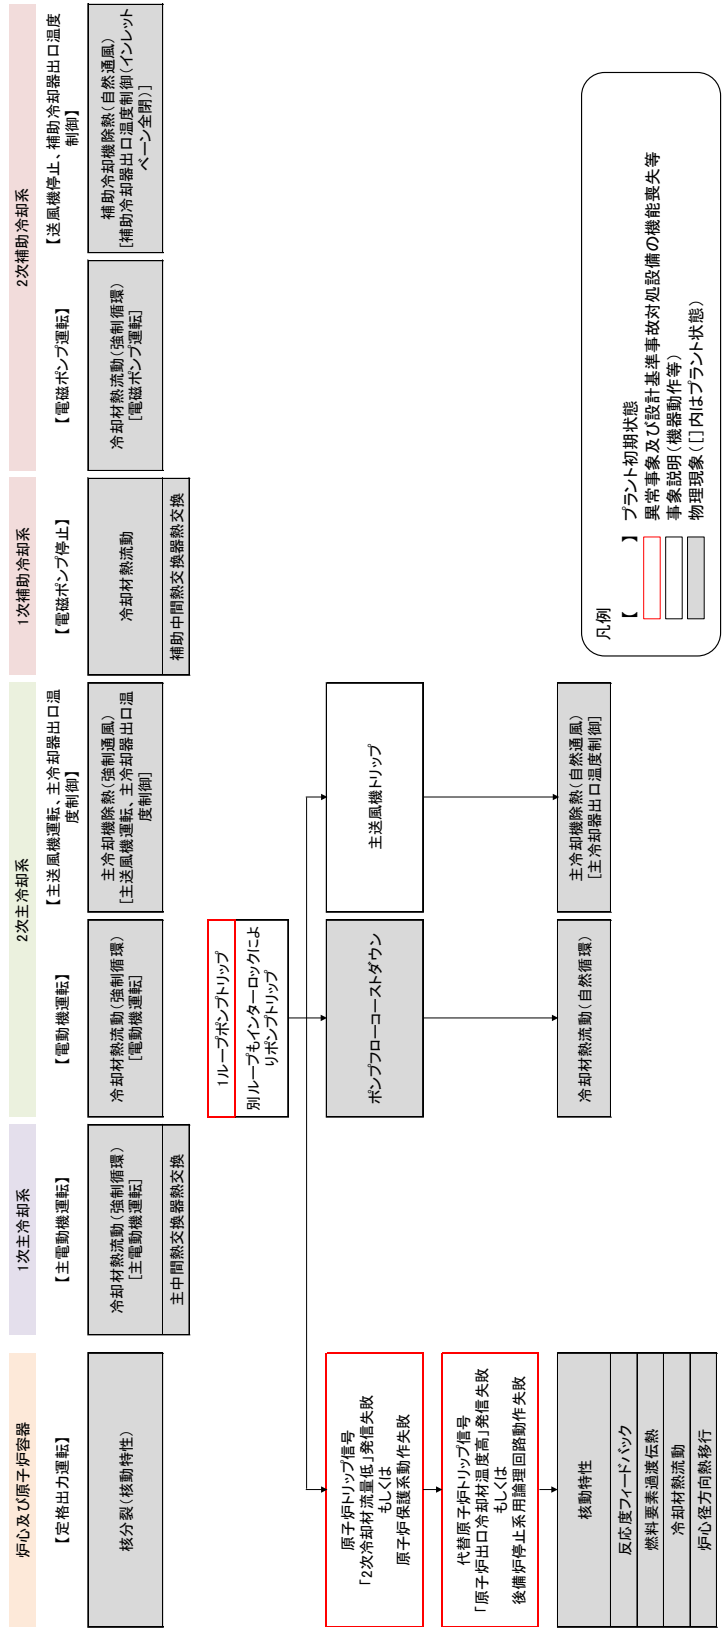 炉心及び原子炉容器
【定格出力運転】
核分裂(核動特性)
1次主冷却系
【主電動機運転】
冷却材熱流動(強制循環)
[主電動機運転]
主中間熱交換器熱交換
2次主冷却系
【電動機運転】
冷却材熱流動(強制循環)
[電動機運転]
【主送風機運転、主冷却器出口温
度制御】
主冷却機除熱(強制通風)
[主送風機運転、主冷却器出口温
度制御]
1次補助冷却系
【電磁ポンプ停止】
冷却材熱流動
補助中間熱交換器熱交換
2次補助冷却系
【電磁ポンプ運転】
冷却材熱流動(強制循環)
[電磁ポンプ運転]
【送風機停止、補助冷却器出口温度
制御】
補助冷却機除熱(自然通風)
[補助冷却器出口温度制御(インレット
ベーン全閉)]
1ループポンプトリップ
別ループもインターロックによ
りポンプトリップ
原子炉トリップ信号
「2次冷却材流量低」発信失敗
もしくは
原子炉保護系動作失敗
ポンプフローコーストダウン
主送風機トリップ
代替原子炉トリップ信号
「原子炉出口冷却材温度高」発信失敗
もしくは
後備炉停止系用論理回路動作失敗
核動特性
反応度フィードバック
燃料要素過渡伝熱
冷却材熱流動
炉心径方向熱移行
冷却材熱流動(自然循環)
主冷却機除熱(自然通風)
[主冷却器出口温度制御]
凡例
【 】 プラント初期状態
異常事象及び設計基準事故対処設備の機能喪失等
事象説明(機器動作等)
物理現象([]内はプラント状態)